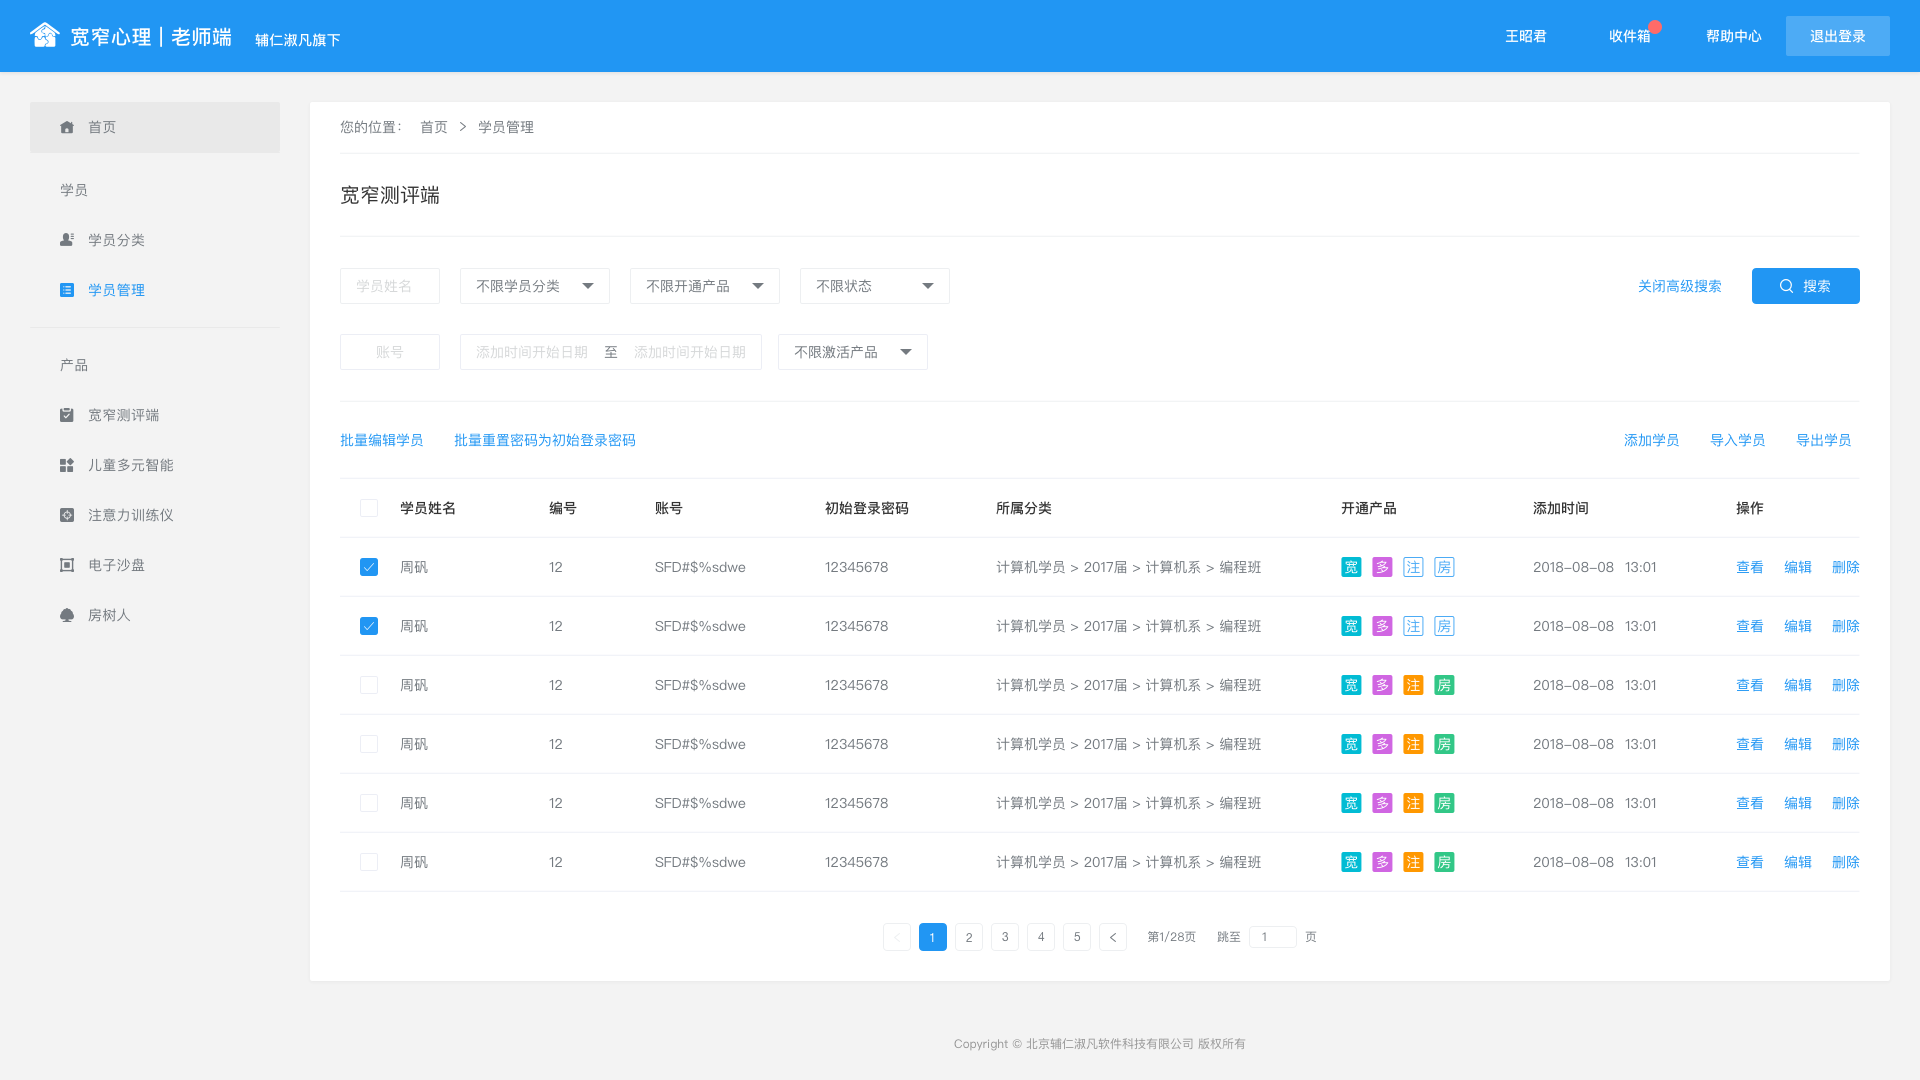 宽窄心理 | 老师端 辅仁淑凡旗下 王昭君 收件箱 帮助中心 退出登录
首页
学员
学员分类
学员管理
产品
宽窄测评端
儿童多元智能
注意力训练仪
电子沙盘
房树人
您的位置： 首页 > 学员管理
宽窄测评端
学员姓名 不限学员分类 不限开通产品 不限状态 关闭高级搜索 搜索
账号 添加时间开始日期 至 添加时间开始日期 不限激活产品
批量编辑学员 批量重置密码为初始登录密码 添加学员 导入学员 导出学员
学员姓名 编号 账号 初始登录密码 所属分类 开通产品 添加时间 操作
周矾 12 SFD#$%sdwe 12345678 计算机学员 > 2017届 > 计算机系 > 编程班 宽 多 注 房 2018-08-08 13:01 查看 编辑 删除
周矾 12 SFD#$%sdwe 12345678 计算机学员 > 2017届 > 计算机系 > 编程班 宽 多 注 房 2018-08-08 13:01 查看 编辑 删除
周矾 12 SFD#$%sdwe 12345678 计算机学员 > 2017届 > 计算机系 > 编程班 宽 多 注 房 2018-08-08 13:01 查看 编辑 删除
周矾 12 SFD#$%sdwe 12345678 计算机学员 > 2017届 > 计算机系 > 编程班 宽 多 注 房 2018-08-08 13:01 查看 编辑 删除
周矾 12 SFD#$%sdwe 12345678 计算机学员 > 2017届 > 计算机系 > 编程班 宽 多 注 房 2018-08-08 13:01 查看 编辑 删除
周矾 12 SFD#$%sdwe 12345678 计算机学员 > 2017届 > 计算机系 > 编程班 宽 多 注 房 2018-08-08 13:01 查看 编辑 删除
< 1 2 3 4 5 < 第1/28页 跳至 1 页
Copyright © 北京辅仁淑凡软件科技有限公司 版权所有